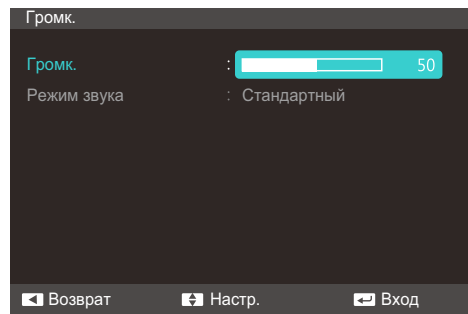 Громк.
Громк. : 50
Режим звука : Стандартный
Возврат Настр. Вход